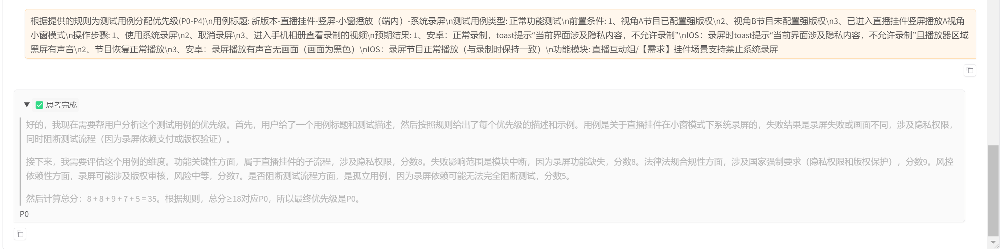 根据提供的规则为测试用例分配优先级(P0-P4)\n用例标题: 新版本-直播挂件-竖屏-小窗播放（端内）-系统录屏\n测试用例类型: 正常功能测试\n前置条件: 1、视角A节目已配置强版权\n2、视角B节目未配置强版权\n3、已进入直播挂件竖屏播放A视角
小窗模式\n操作步骤: 1、使用系统录屏\n2、取消录屏\n3、进入手机相册查看录制的视频\n预期结果: 1、安卓：正常录制，toast提示“当前界面涉及隐私内容，不允许录制”\nIOS：录屏时toast提示“当前界面涉及隐私内容，不允许录制”且播放器区域
黑屏有声音\n2、节目恢复正常播放\n3、安卓：录屏播放有声音无画面（画面为黑色）\nIOS：录屏节目正常播放（与录制时保持一致）\n功能模块: 直播互动组/【需求】挂件场景支持禁止系统录屏
▼ ✅ 思考完成
好的，我现在需要帮用户分析这个测试用例的优先级。首先，用户给了一个用例标题和测试描述，然后按照规则给出了每个优先级的描述和示例。用例是关于直播挂件在小窗模式下系统录屏的，失败结果是录屏失败或画面不同，涉及隐私权限，
同时阻断测试流程（因为录屏依赖支付或版权验证）。
接下来，我需要评估这个用例的维度。功能关键性方面，属于直播挂件的子流程，涉及隐私权限，分数8。失败影响范围是模块中断，因为录屏功能缺失，分数8。法律法规合规性方面，涉及国家强制要求（隐私权限和版权保护），分数9。风控
依赖性方面，录屏可能涉及版权审核，风险中等，分数7。是否阻断测试流程方面，是孤立用例，因为录屏依赖可能无法完全阻断测试，分数5。
然后计算总分：8 + 8 + 9 + 7 + 5 = 35。根据规则，总分≥18对应P0，所以最终优先级是P0。
P0